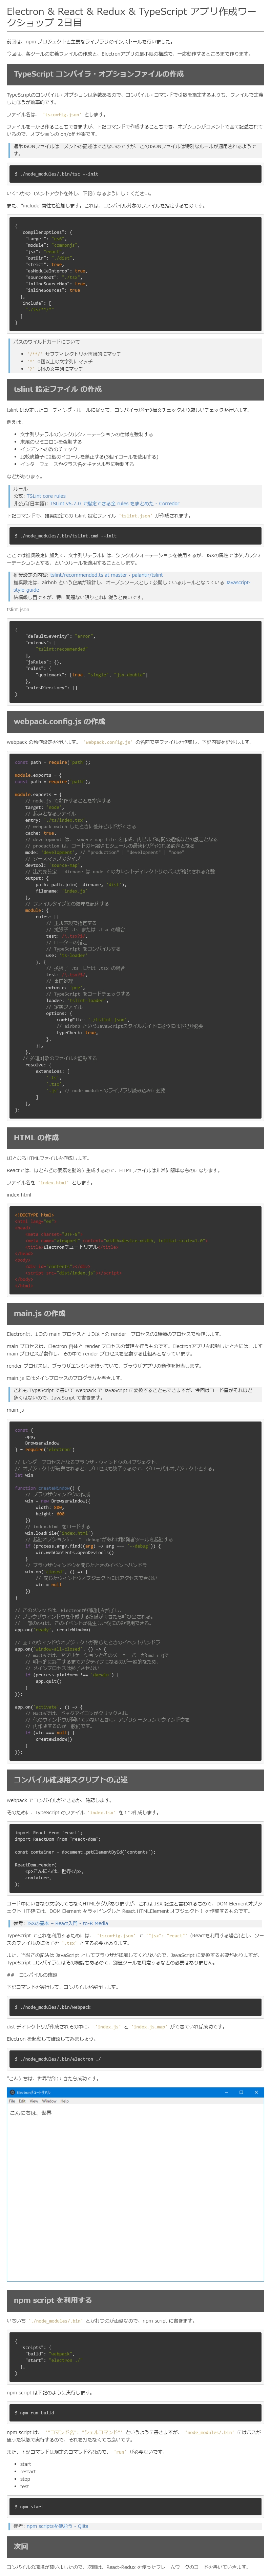 Electron & React & Redux & TypeScript アプリ作成ワー
クショップ 2日目
前回は、npm プロジェクトと主要なライブラリのインストールを行いました。
今回は、各ツールの定義ファイルの作成と、Electronアプリの最小限の構成で、一応動作するところまで作ります。
TypeScript コンパイラ・オプションファイルの作成
TypeScriptのコンパイル・オプションは多数あるので、コンパイル・コマンドで引数を指定するよりも、ファイルで定義
したほうが効率的です。
ファイル名は、 'tsconfig.json' とします。
ファイルを一から作ることもできますが、下記コマンドで作成することもでき、オプションがコメントで全て記述されて
いるので、オプションの on/off が楽です。
通常JSONファイルはコメントの記述はできないのですが、このJSONファイルは特別なルールが適用されるようで
す。
$ ./node_modules/.bin/tsc --init
いくつかのコメントアウトを外し、下記になるようにしてください。
また、"include"属性も追加します。これは、コンパイル対象のファイルを指定するものです。
{
"compilerOptions": {
"target": "es6",
"module": "commonjs",
"jsx": "react",
"outDir": "./dist",
"strict": true,
"esModuleInterop": true,
"sourceRoot": "./tsx",
"inlineSourceMap": true,
"inlineSources": true
},
"include": [
"./ts/**/*"
]
}
パスのワイルドカードについて
'/**/' サブディレクトリを再帰的にマッチ
'*' 0個以上の文字列にマッチ
'?' 1個の文字列にマッチ
tslint 設定ファイル の作成
tslint は設定したコーディング・ルールに従って、コンパイラが行う構文チェックより厳しいチェックを行います。
例えば、
文字列リテラルのシングルクォーテーションの仕様を強制する
末尾のセミコロンを強制する
インデントの数のチェック
比較演算子に2個のイコールを禁止する(3個イコールを使用する)
インターフェースやクラス名をキャメル型に強制する
などがあります。
ルール
公式: TSLint core rules
非公式(日本語): TSLint v5.7.0 で指定できる全 rules をまとめた - Corredor
下記コマンドで、推奨設定での tslint 設定ファイル 'tslint.json' が作成されます。
$ ./node_modules/.bin/tslint.cmd --init
ここでは推奨設定に加えて、文字列リテラルには、シングルクォーテーションを使用するが、JSXの属性ではダブルクォ
ーテーションとする、というルールを適用することとします。
推奨設定の内容: tslint/recommended.ts at master · palantir/tslint
推奨設定は、airbnb という企業が設計し、オープンソースとして公開しているルールとなっている Javascript-
style-guide
結構厳し目ですが、特に問題ない限りこれに従うと良いです。
tslint.json
{
"defaultSeverity": "error",
"extends": [
"tslint:recommended"
],
"jsRules": {},
"rules": {
"quotemark": [true, "single", "jsx-double"]
},
"rulesDirectory": []
}
webpack.config.js の作成
webpack の動作設定を行います。 'webpack.config.js' の名前で空ファイルを作成し、下記内容を記述します。
const path = require('path');
module.exports = {
const path = require('path');
module.exports = {
// node.js で動作することを指定する
target: 'node',
// 起点となるファイル
entry: './ts/index.tsx',
// webpack watch したときに差分ビルドができる
cache: true,
// development は、 source map file を作成、再ビルド時間の短縮などの設定となる
// production は、コードの圧縮やモジュールの最適化が行われる設定となる
mode: 'development', // "production" | "development" | "none"
// ソースマップのタイプ
devtool: 'source-map',
// 出力先設定 __dirname は node でのカレントディレクトリのパスが格納される変数
output: {
path: path.join(__dirname, 'dist'),
filename: 'index.js'
},
// ファイルタイプ毎の処理を記述する
module: {
rules: [{
// 正規表現で指定する
// 拡張子 .ts または .tsx の場合
test: /\.tsx?$/,
// ローダーの指定
// TypeScript をコンパイルする
use: 'ts-loader'
}, {
// 拡張子 .ts または .tsx の場合
test: /\.tsx?$/,
// 事前処理
enforce: 'pre',
// TypeScript をコードチェックする
loader: 'tslint-loader',
// 定義ファイル
options: {
configFile: './tslint.json',
// airbnb というJavaScriptスタイルガイドに従うには下記が必要
typeCheck: true,
},
}],
},
// 処理対象のファイルを記載する
resolve: {
extensions: [
'.ts',
'.tsx',
'.js', // node_modulesのライブラリ読み込みに必要
]
},
};
HTML の作成
UIとなるHTMLファイルを作成します。
Reactでは、ほとんどの要素を動的に生成するので、HTMLファイルは非常に簡単なものになります。
ファイル名を 'index.html' とします。
index.html
<!DOCTYPE html>
<html lang="en">
<head>
<meta charset="UTF-8">
<meta name="viewport" content="width=device-width, initial-scale=1.0">
<title>Electronチュートリアル</title>
</head>
<body>
<div id="contents"></div>
<script src="dist/index.js"></script>
</body>
</html>
main.js の作成
Electronは、1つの main プロセスと 1つ以上の render プロセスの2種類のプロセスで動作します。
main プロセスは、Electron 自体と render プロセスの管理を行うものです。Electronアプリを起動したときには、まず
main プロセスが動作し、その中で render プロセスを起動する仕組みとなっています。
render プロセスは、ブラウザエンジンを持っていて、ブラウザアプリの動作を担当します。
main.js にはメインプロセスのプログラムを書きます。
これも TypeScript で書いて webpack で JavaScript に変換することもできますが、今回はコード量がそれほど
多くはないので、JavaScript で書きます。
main.js
const {
app,
BrowserWindow
} = require('electron')
// レンダープロセスとなるブラウザ・ウィンドウのオブジェクト。
// オブジェクトが破棄されると、プロセスも終了するので、グローバルオブジェクトとする。
let win
function createWindow() {
// ブラウザウィンドウの作成
win = new BrowserWindow({
width: 800,
height: 600
})
// index.html をロードする
win.loadFile('index.html')
// 起動オプションに、 "--debug"があれば開発者ツールを起動する
if (process.argv.find((arg) => arg === '--debug')) {
win.webContents.openDevTools()
}
// ブラウザウィンドウを閉じたときのイベントハンドラ
win.on('closed', () => {
// 閉じたウィンドウオブジェクトにはアクセスできない
win = null
})
}
// このメソッドは、Electronが初期化を終了し、
// ブラウザウィンドウを作成する準備ができたら呼び出される。
// 一部のAPIは、このイベントが発生した後にのみ使用できる。
app.on('ready', createWindow)
// 全てのウィンドウオブジェクトが閉じたときのイベントハンドラ
app.on('window-all-closed', () => {
// macOSでは、アプリケーションとそのメニューバーがCmd + Qで
// 明示的に終了するまでアクティブになるのが一般的なため、
// メインプロセスは終了させない
if (process.platform !== 'darwin') {
app.quit()
}
});
app.on('activate', () => {
// MacOSでは、ドックアイコンがクリックされ、
// 他のウィンドウが開いていないときに、アプリケーションでウィンドウを
// 再作成するのが一般的です。
if (win === null) {
createWindow()
}
});
コンパイル確認用スクリプトの記述
webpack でコンパイルができるか、確認します。
そのために、TypeScript のファイル 'index.tsx' を１つ作成します。
import React from 'react';
import ReactDom from 'react-dom';
const container = document.getElementById('contents');
ReactDom.render(
<p>こんにちは、世界</p>,
container,
);
コード中にいきなり文字列でもなくHTMLタグがありますが、これは JSX 記法と言われるもので、DOM Elementオブジェ
クト（正確には、DOM Element をラッピングした React.HTMLElement オブジェクト ）を作成するものです。
参考: JSXの基本 – React入門 - to-R Media
TypeScript でこれを利用するためには、 'tsconfig.json' で '"jsx": "react"' (Reactを利用する場合)とし、ソース
のファイルの拡張子を '.tsx' とする必要があります。
また、当然この記法は JavaScript としてブラウザが認識してくれないので、JavaScript に変換する必要がありますが、
TypeScript コンパイラにはその機能もあるので、別途ツールを用意するなどの必要はありません。
## コンパイルの確認
下記コマンドを実行して、コンパイルを実行します。
$ ./node_modules/.bin/webpack
dist ディレクトリが作成されその中に、 'index.js' と 'index.js.map' ができていれば成功です。
Electron を起動して確認してみましょう。
$ ./node_modules/.bin/electron ./
"こんにちは、世界"が出てきたら成功です。
Electronチュートリアル
File Edit View Window Help
こんにちは、世界
npm script を利用する
いちいち './node_modules/.bin' とか打つのが面倒なので、npm script に書きます。
{
"scripts": {
"build": "webpack",
"start": "electron ./"
},
}
npm script は下記のように実行します。
$ npm run build
npm script は、 '"コマンド名": "シェルコマンド"' というように書きますが、 'node_modules/.bin' にはパスが
通った状態で実行するので、それを打たなくても良いです。
また、下記コマンドは規定のコマンド名なので、 'run' が必要ないです。
start
restart
stop
test
$ npm start
参考: npm scriptsを使おう - Qiita
次回
コンパイルの環境が整いましたので、次回は、React-Redux を使ったフレームワークのコードを書いていきます。